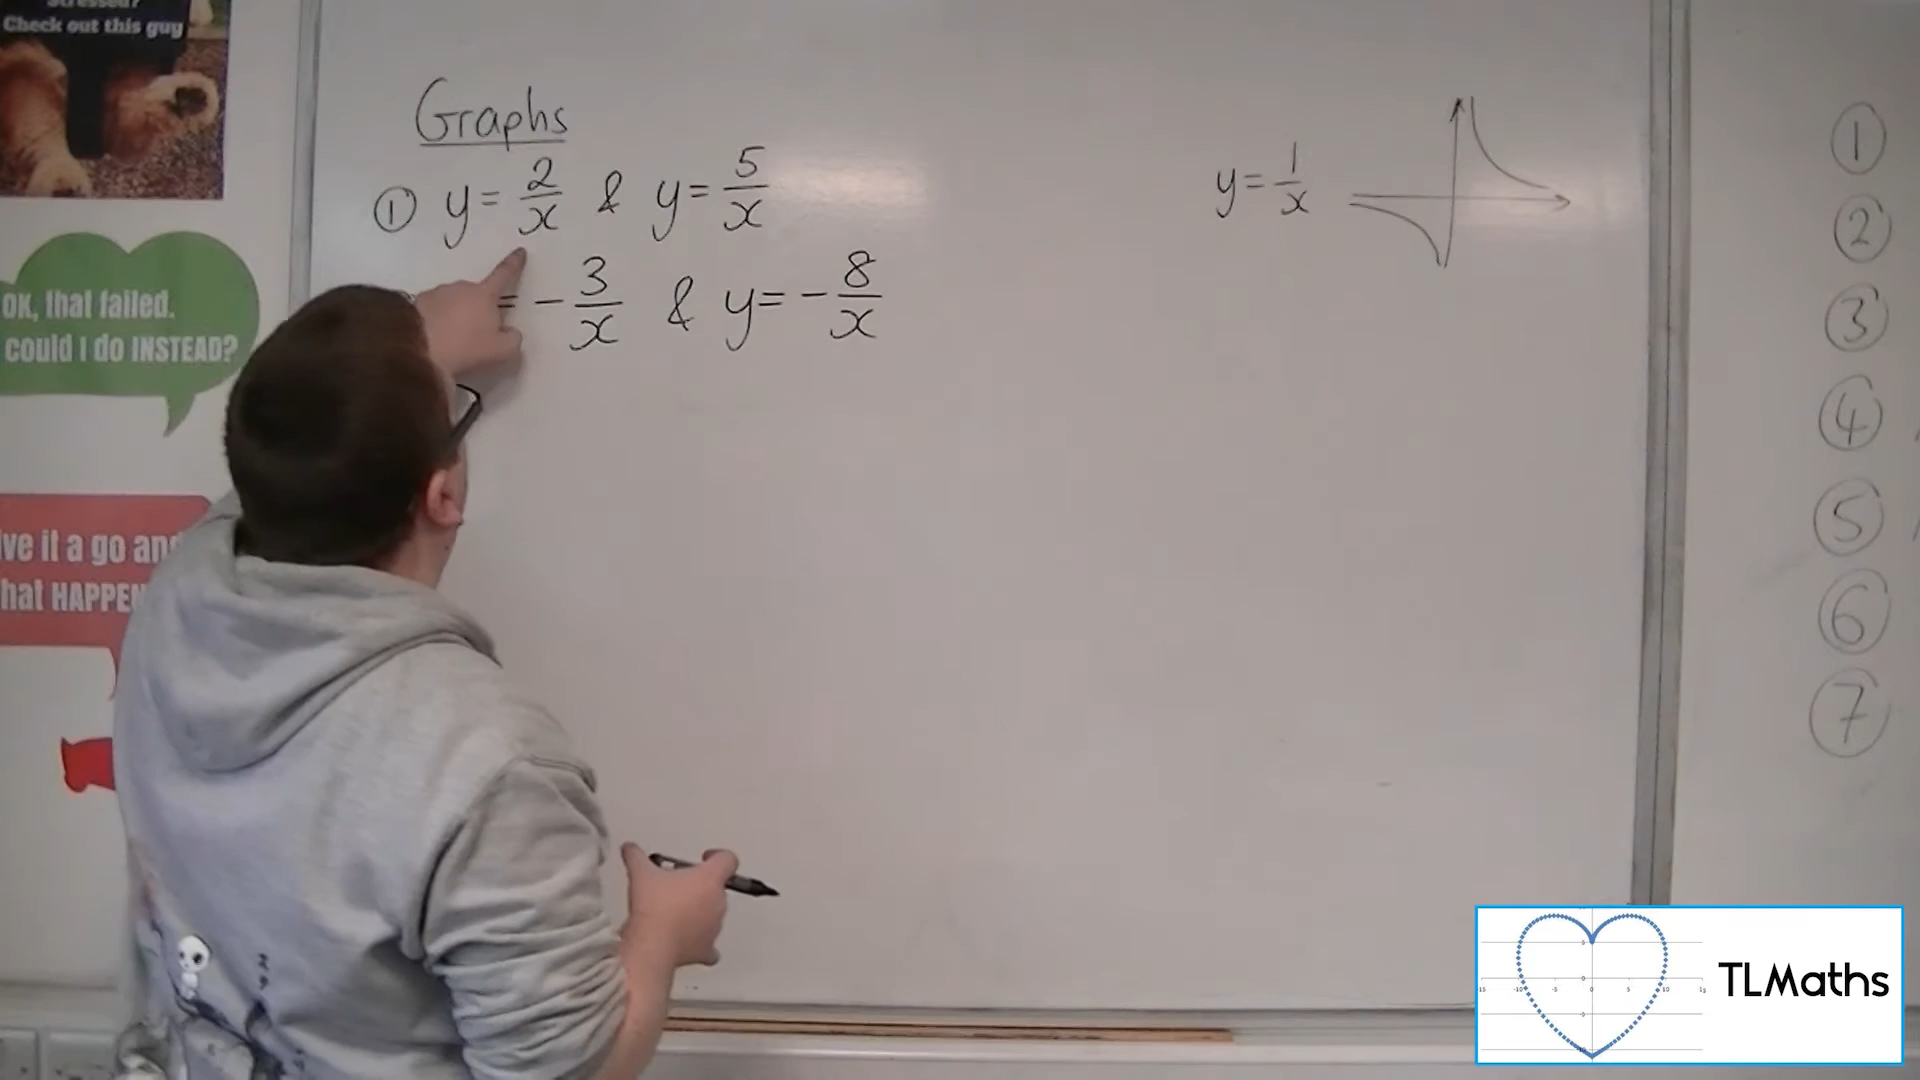 Stressed?
Check out this guy
OK, that failed.
could I do INSTEAD?
ive it a go and
hat HAPPEN
Graphs
① y = 2/x & y = 5/x
= -3/x & y = -8/x
y = 1/x
①
②
③
④
⑤
⑥
⑦
TLMaths